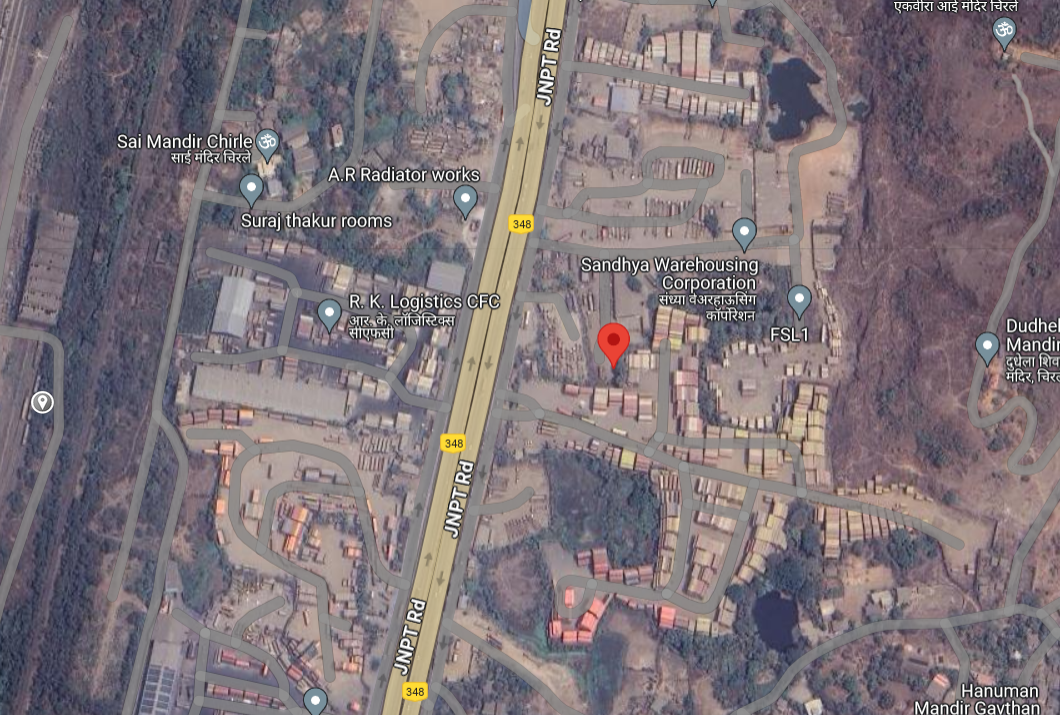 एकवीरा आई मंदिर चिरले
JNPT Rd
Sai Mandir Chirle
साई मंदिर चिरले
A.R Radiator works
Suraj thakur rooms
348
Sandhya Warehousing
Corporation
संध्या वेअरहाऊसिंग
कॉर्पोरेशन
R. K. Logistics CFC
आर. के. लॉजिस्टिक्स
सीएफसी
FSL1
Dudhel
Mandir
दुधेला शिव
मंदिर, चिरल
348
JNPT Rd
JNPT Rd
348
Hanuman
Mandir Gavthan